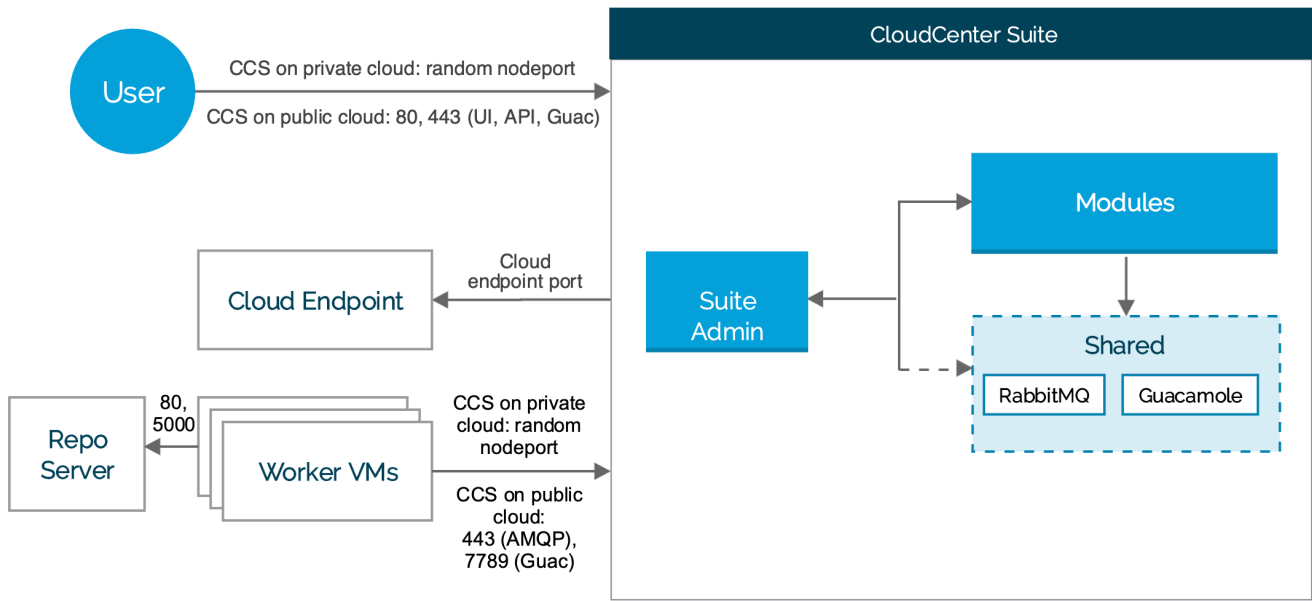 CloudCenter Suite
User
CCS on private cloud: random nodeport
CCS on public cloud: 80, 443 (UI, API, Guac)
Modules
Cloud
endpoint port
Cloud Endpoint
Suite
Admin
Shared
RabbitMQ
Guacamole
80,
5000
Repo
Server
Worker VMs
CCS on private
cloud: random
nodeport
CCS on public
cloud:
443 (AMQP),
7789 (Guac)